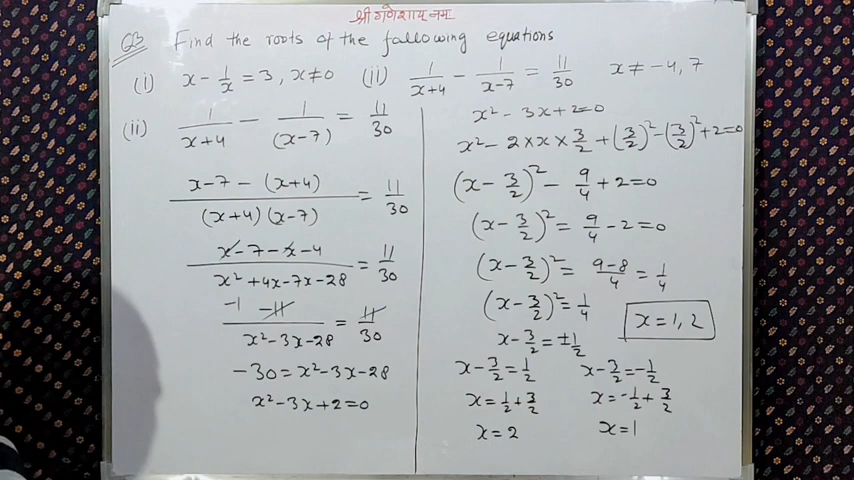 श्री गणेशाय नमः
Q3 Find the roots of the fallowing equations
(i) x - 1/x = 3, x ≠ 0 (ii) 1/(x+4) - 1/(x-7) = 11/30 x ≠ -4, 7
(ii) 1/(x+4) - 1/(x-7) = 11/30
x-7 - (x+4) / (x+4)(x-7) = 11/30
x-7-x-4 / x²+4x-7x-28 = 11/30
-1 -11 / x²-3x-28 = 11/30
-30 = x²-3x-28
x²-3x+2=0
x² - 3x + 2 = 0
x² - 2 × x × 3/2 + (3/2)² - (3/2)² + 2 = 0
(x - 3/2)² - 9/4 + 2 = 0
(x - 3/2)² = 9/4 - 2 = 0
(x - 3/2)² = 9-8/4 = 1/4
(x - 3/2)² = 1/4
x = 1, 2
x - 3/2 = ± 1/2
x - 3/2 = 1/2 x - 3/2 = -1/2
x = 1/2 + 3/2 x = -1/2 + 3/2
x = 2 x = 1